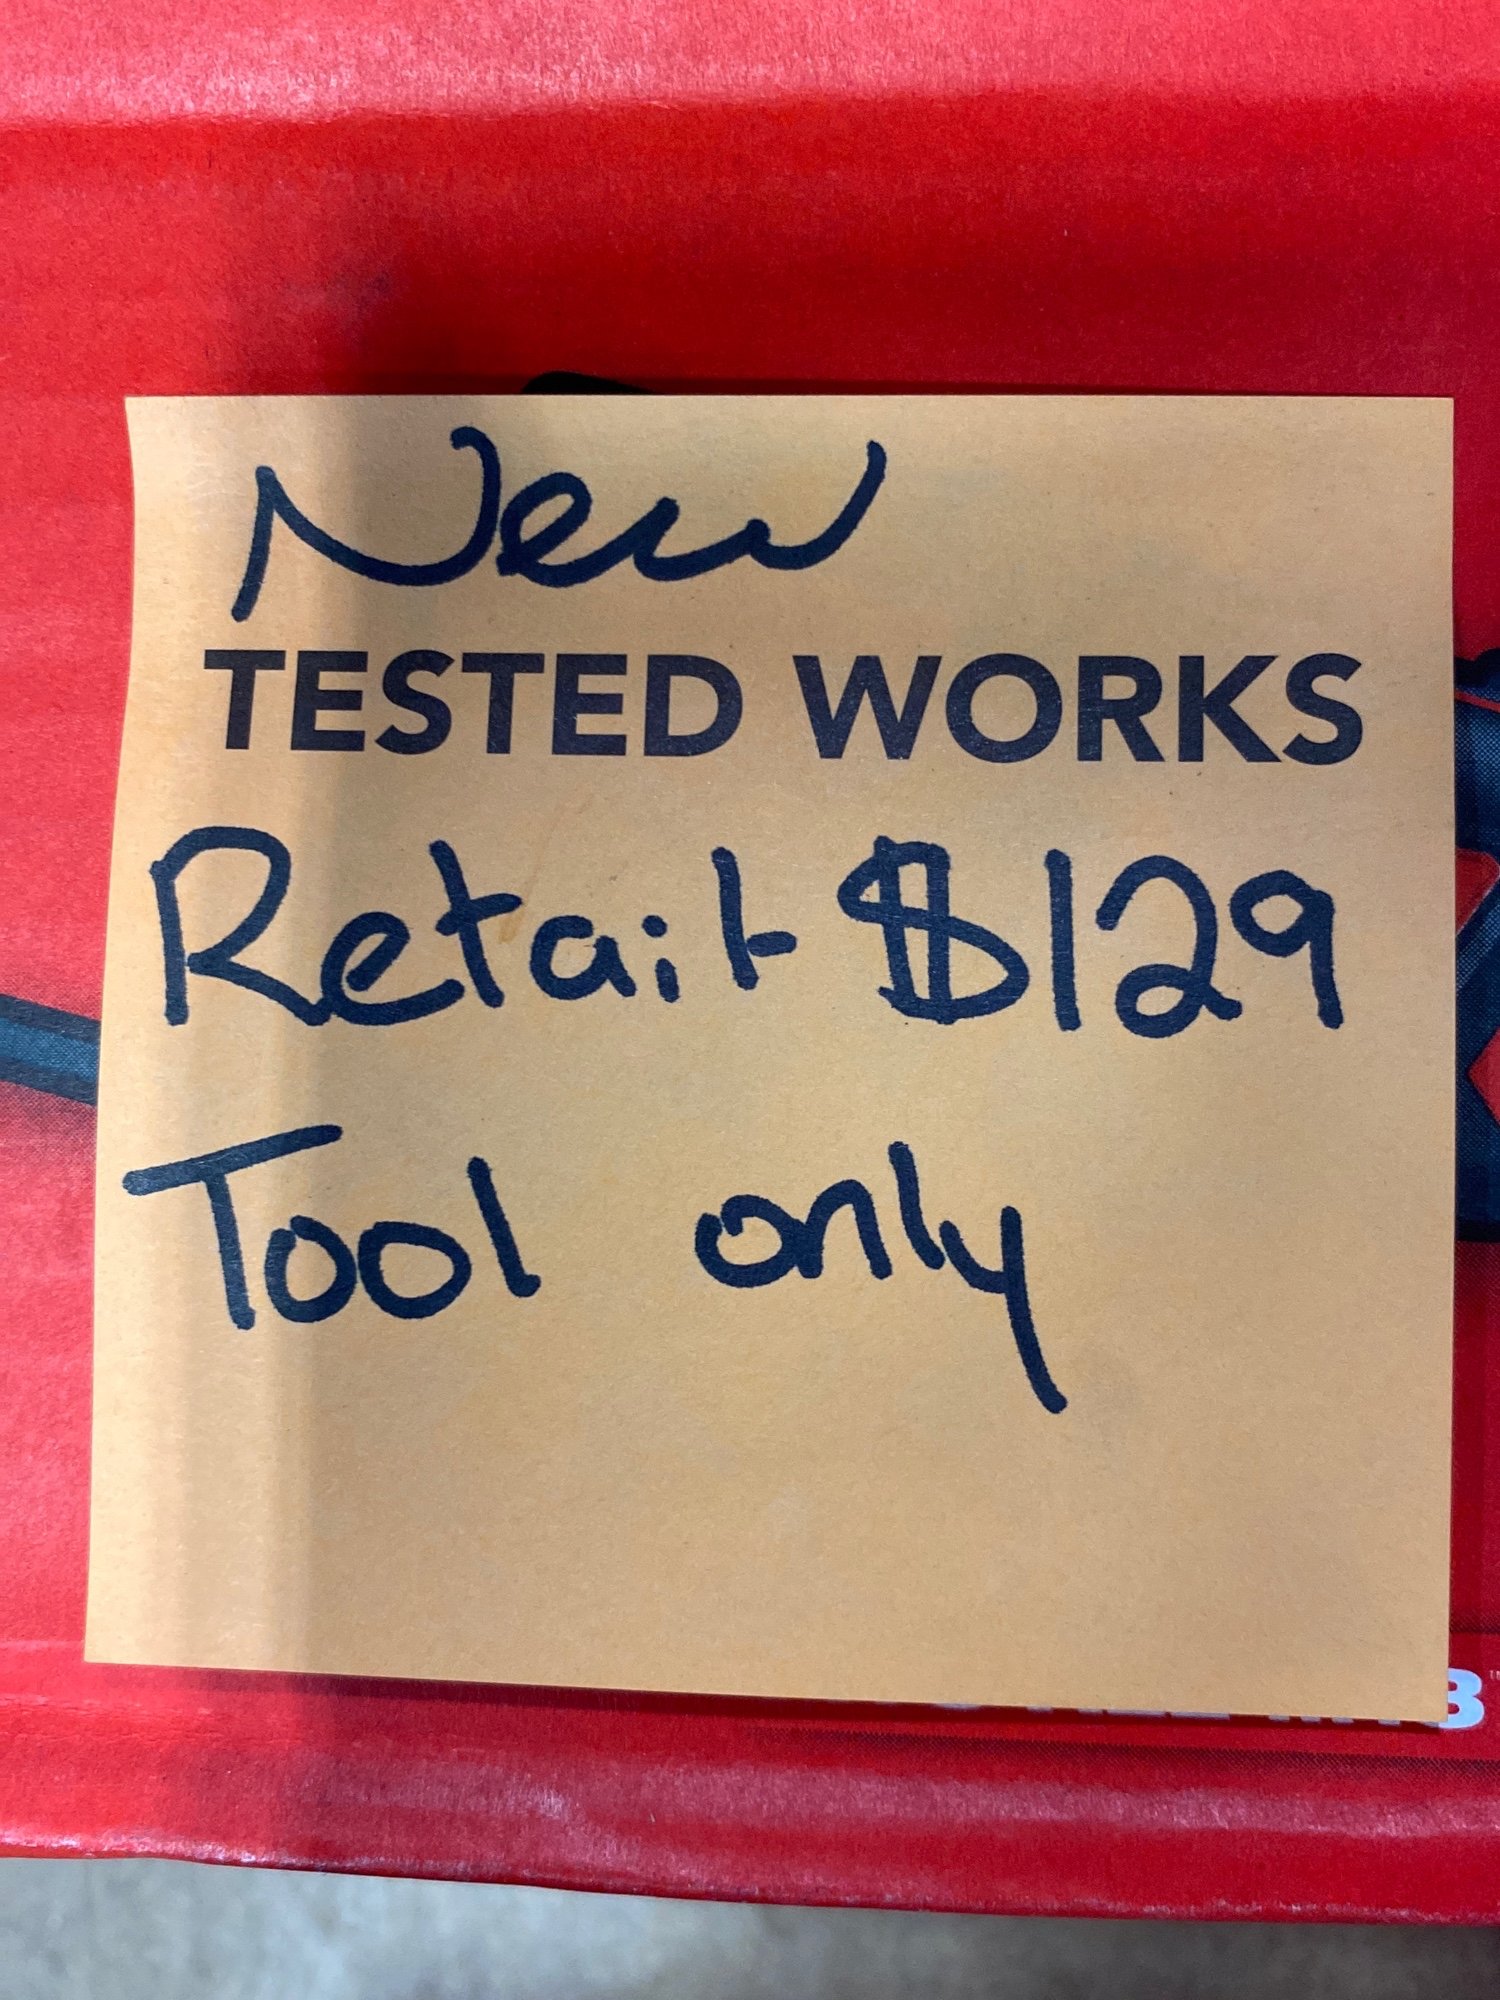 New
TESTED WORKS
Retail- $129
Tool only